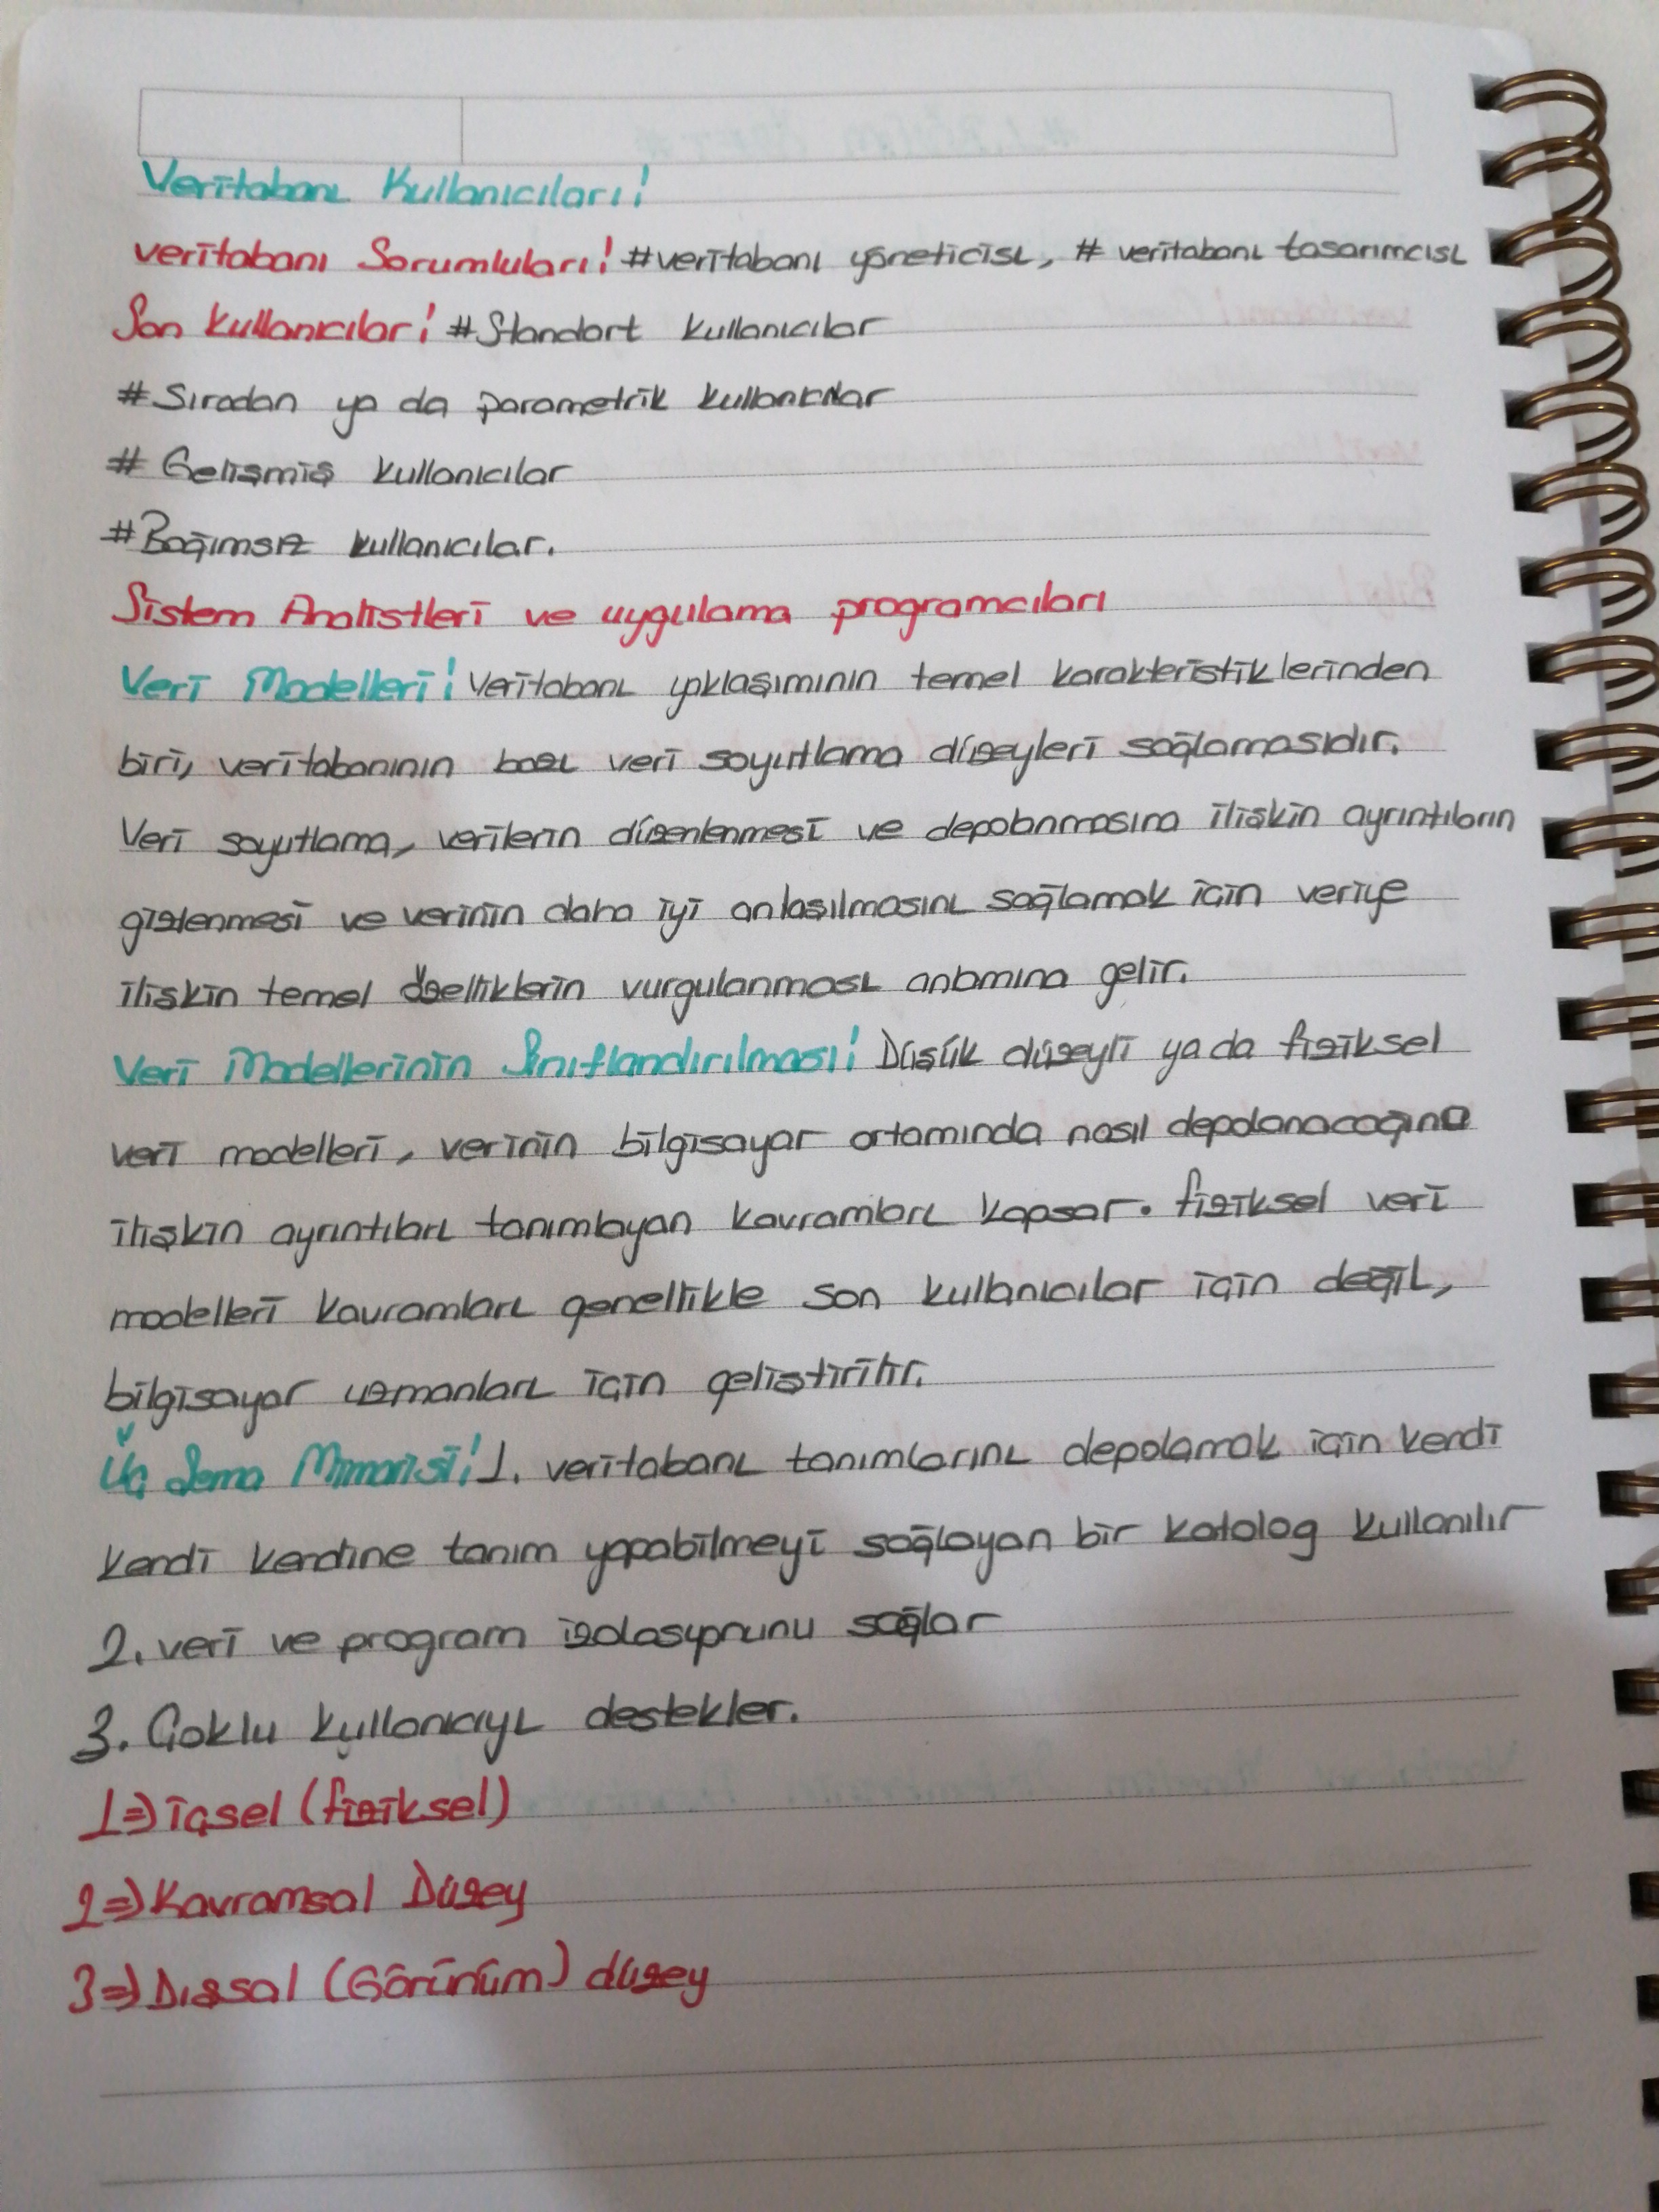 Veritabanı Kullanıcıları!
veritabanı Sorumluları! #veritabanı yöneticisi, # veritabanı tasarımcısı
Son kullanıcılar! #Standart kullanıcılar
#Sıradan ya da parametrik kullanıcılar
# Gelişmiş kullanıcılar
#Bağımsız kullanıcılar.
Sistem Analistleri ve uygulama programcıları
Veri Modelleri! Veritabanı yaklaşımının temel karakteristiklerinden
biri, veritabanının bazı veri soyutlama düzeyleri sağlamasıdır.
Veri soyutlama, verilerin düzenlenmesi ve depolanmasına ilişkin ayrıntıların
gizlenmesi ve verinin daha iyi anlaşılmasını sağlamak için veriye
ilişkin temel özelliklerin vurgulanması anlamına gelir.
Veri Modellerinin Sınıflandırılması! Düşük düzeyli ya da fiziksel
veri modelleri, verinin bilgisayar ortamında nasıl depolanacağına
ilişkin ayrıntıları tanımlayan kavramları kapsar. fiziksel veri
modelleri kavramları genellikle son kullanıcılar için değil,
bilgisayar uzmanları için geliştirilir.
Üç Şema Mimarisi! 1. veritabanı tanımlarını depolamak için kendi
kendi kendine tanım yapabilmeyi sağlayan bir katolog kullanılır
2. veri ve program izolasyonunu sağlar
3. Çoklu kullanıcıyı destekler.
1⇒ içsel (fiziksel)
2⇒ Kavramsal Düzey
3⇒ Dışsal (Görünüm) düzey